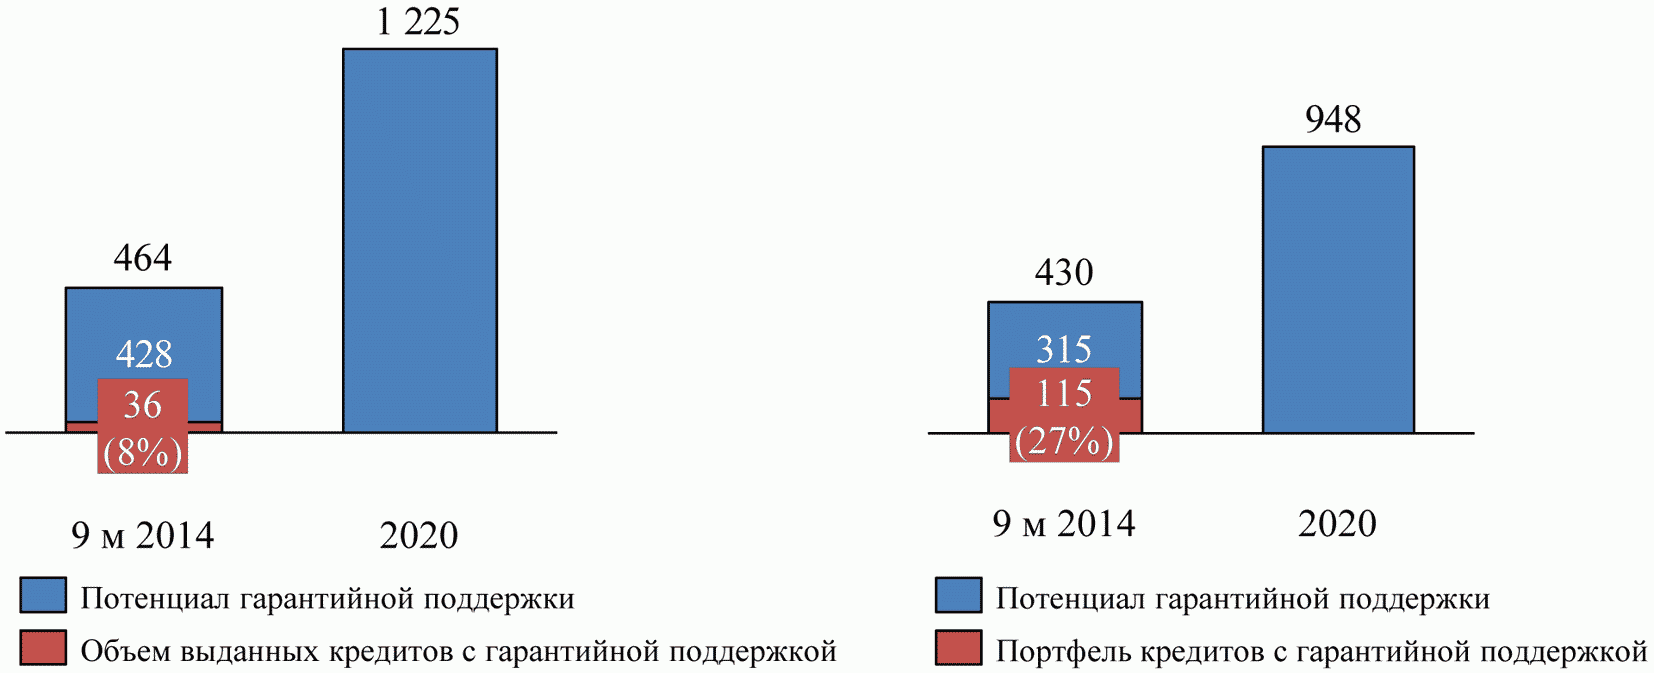 1 225
464
428
36
(8%)
9 м 2014
2020
Потенциал гарантийной поддержки
Объем выданных кредитов с гарантийной поддержкой
948
430
315
115
(27%)
9 м 2014
2020
Потенциал гарантийной поддержки
Портфель кредитов с гарантийной поддержкой